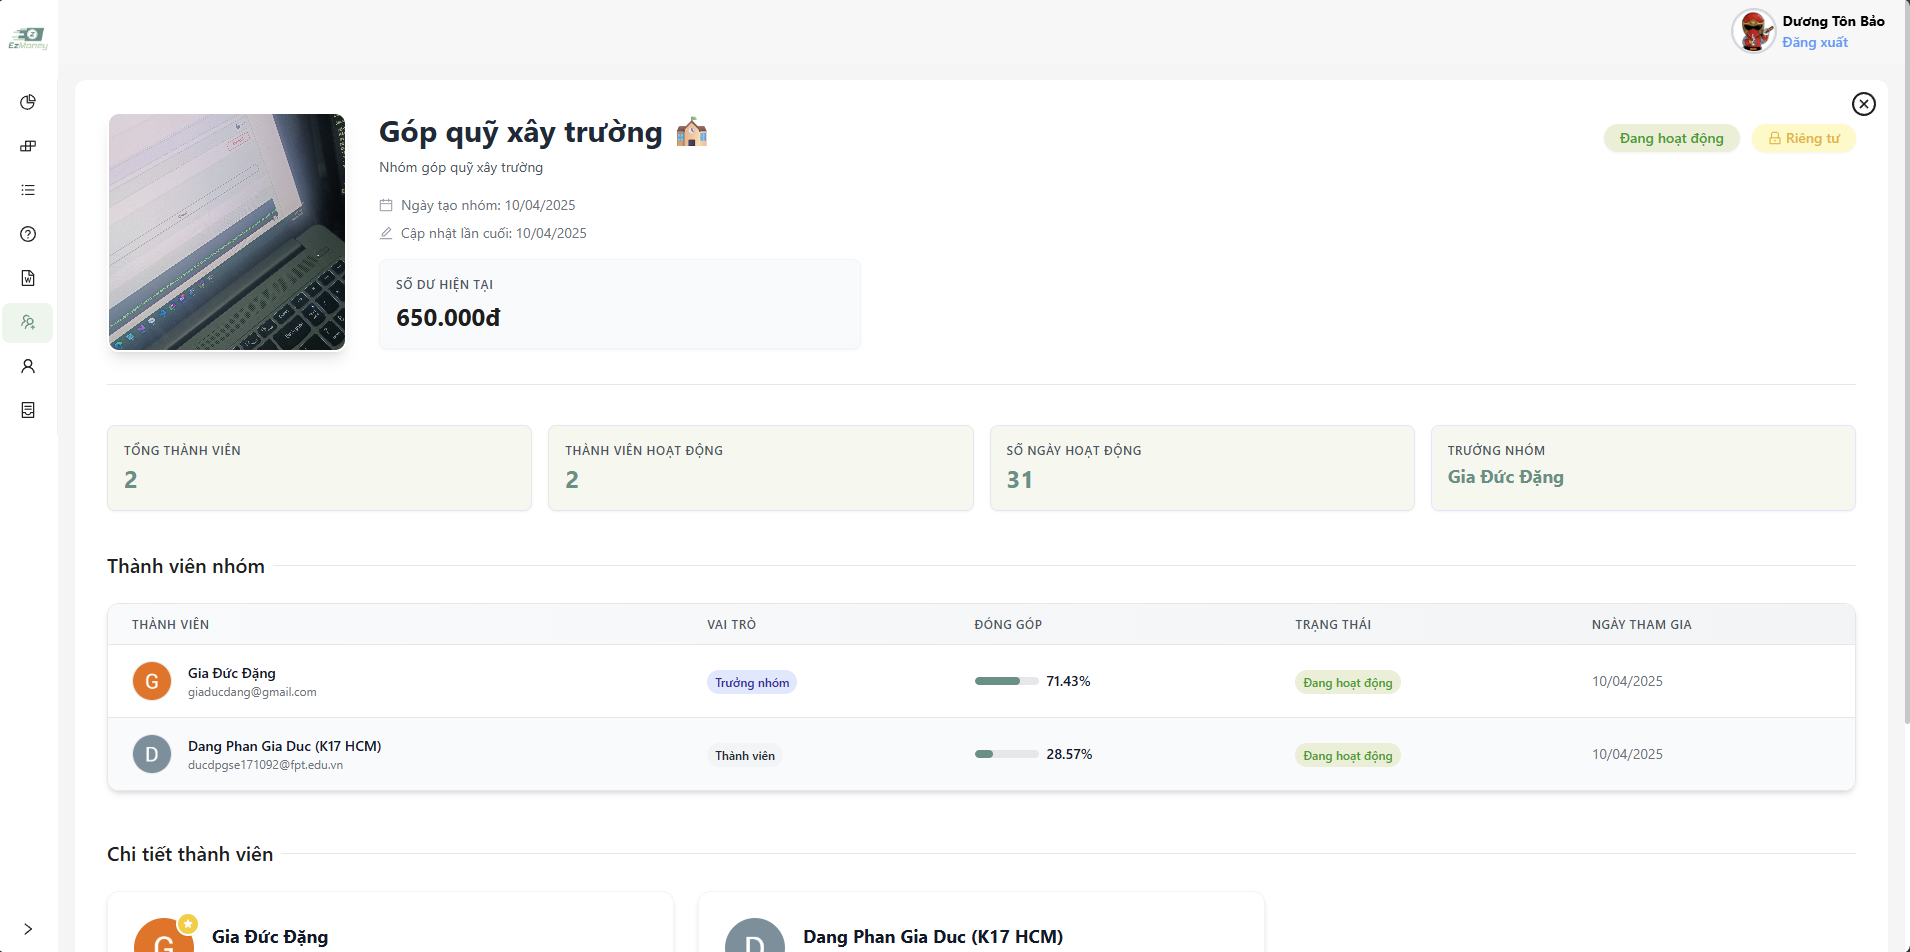 EzMoney
Dương Tôn Bảo
Đăng xuất
Góp quỹ xây trường
Đang hoạt động
Riêng tư
Nhóm góp quỹ xây trường
Ngày tạo nhóm: 10/04/2025
Cập nhật lần cuối: 10/04/2025
SỐ DƯ HIỆN TẠI
650.000đ
TỔNG THÀNH VIÊN
2
THÀNH VIÊN HOẠT ĐỘNG
2
SỐ NGÀY HOẠT ĐỘNG
31
TRƯỞNG NHÓM
Gia Đức Đặng
Thành viên nhóm
THÀNH VIÊN VAI TRÒ ĐÓNG GÓP TRẠNG THÁI NGÀY THAM GIA
G Gia Đức Đặng
giaducdang@gmail.com
Trưởng nhóm 71.43% Đang hoạt động 10/04/2025
D Dang Phan Gia Duc (K17 HCM)
ducdpgse171092@fpt.edu.vn
Thành viên 28.57% Đang hoạt động 10/04/2025
Chi tiết thành viên
G Gia Đức Đặng
D Dang Phan Gia Duc (K17 HCM)